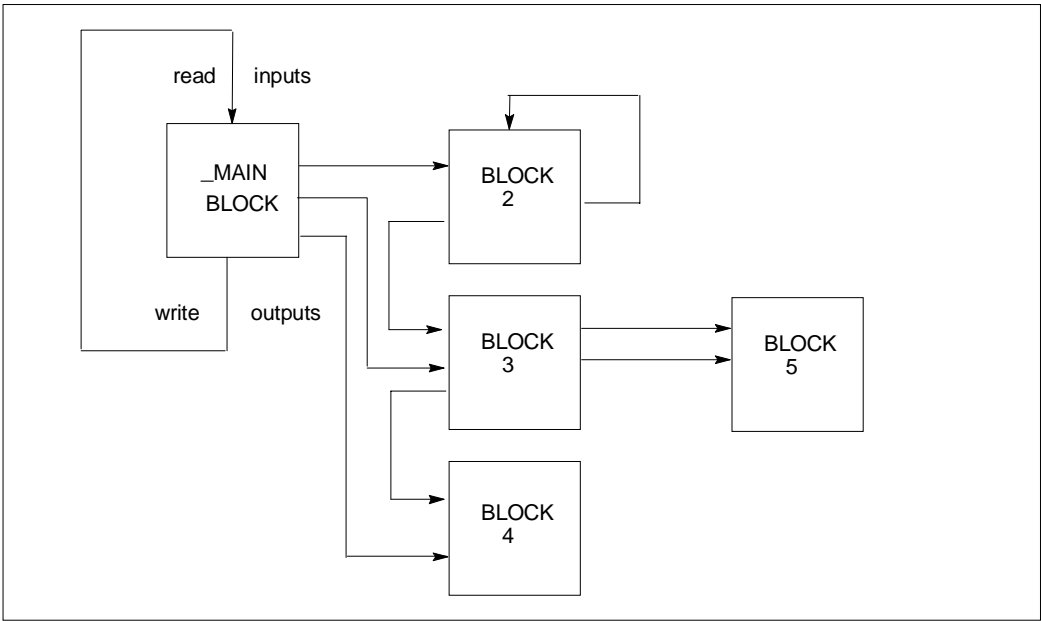 read inputs
_MAIN
BLOCK
write outputs
BLOCK
2
BLOCK
3
BLOCK
4
BLOCK
5